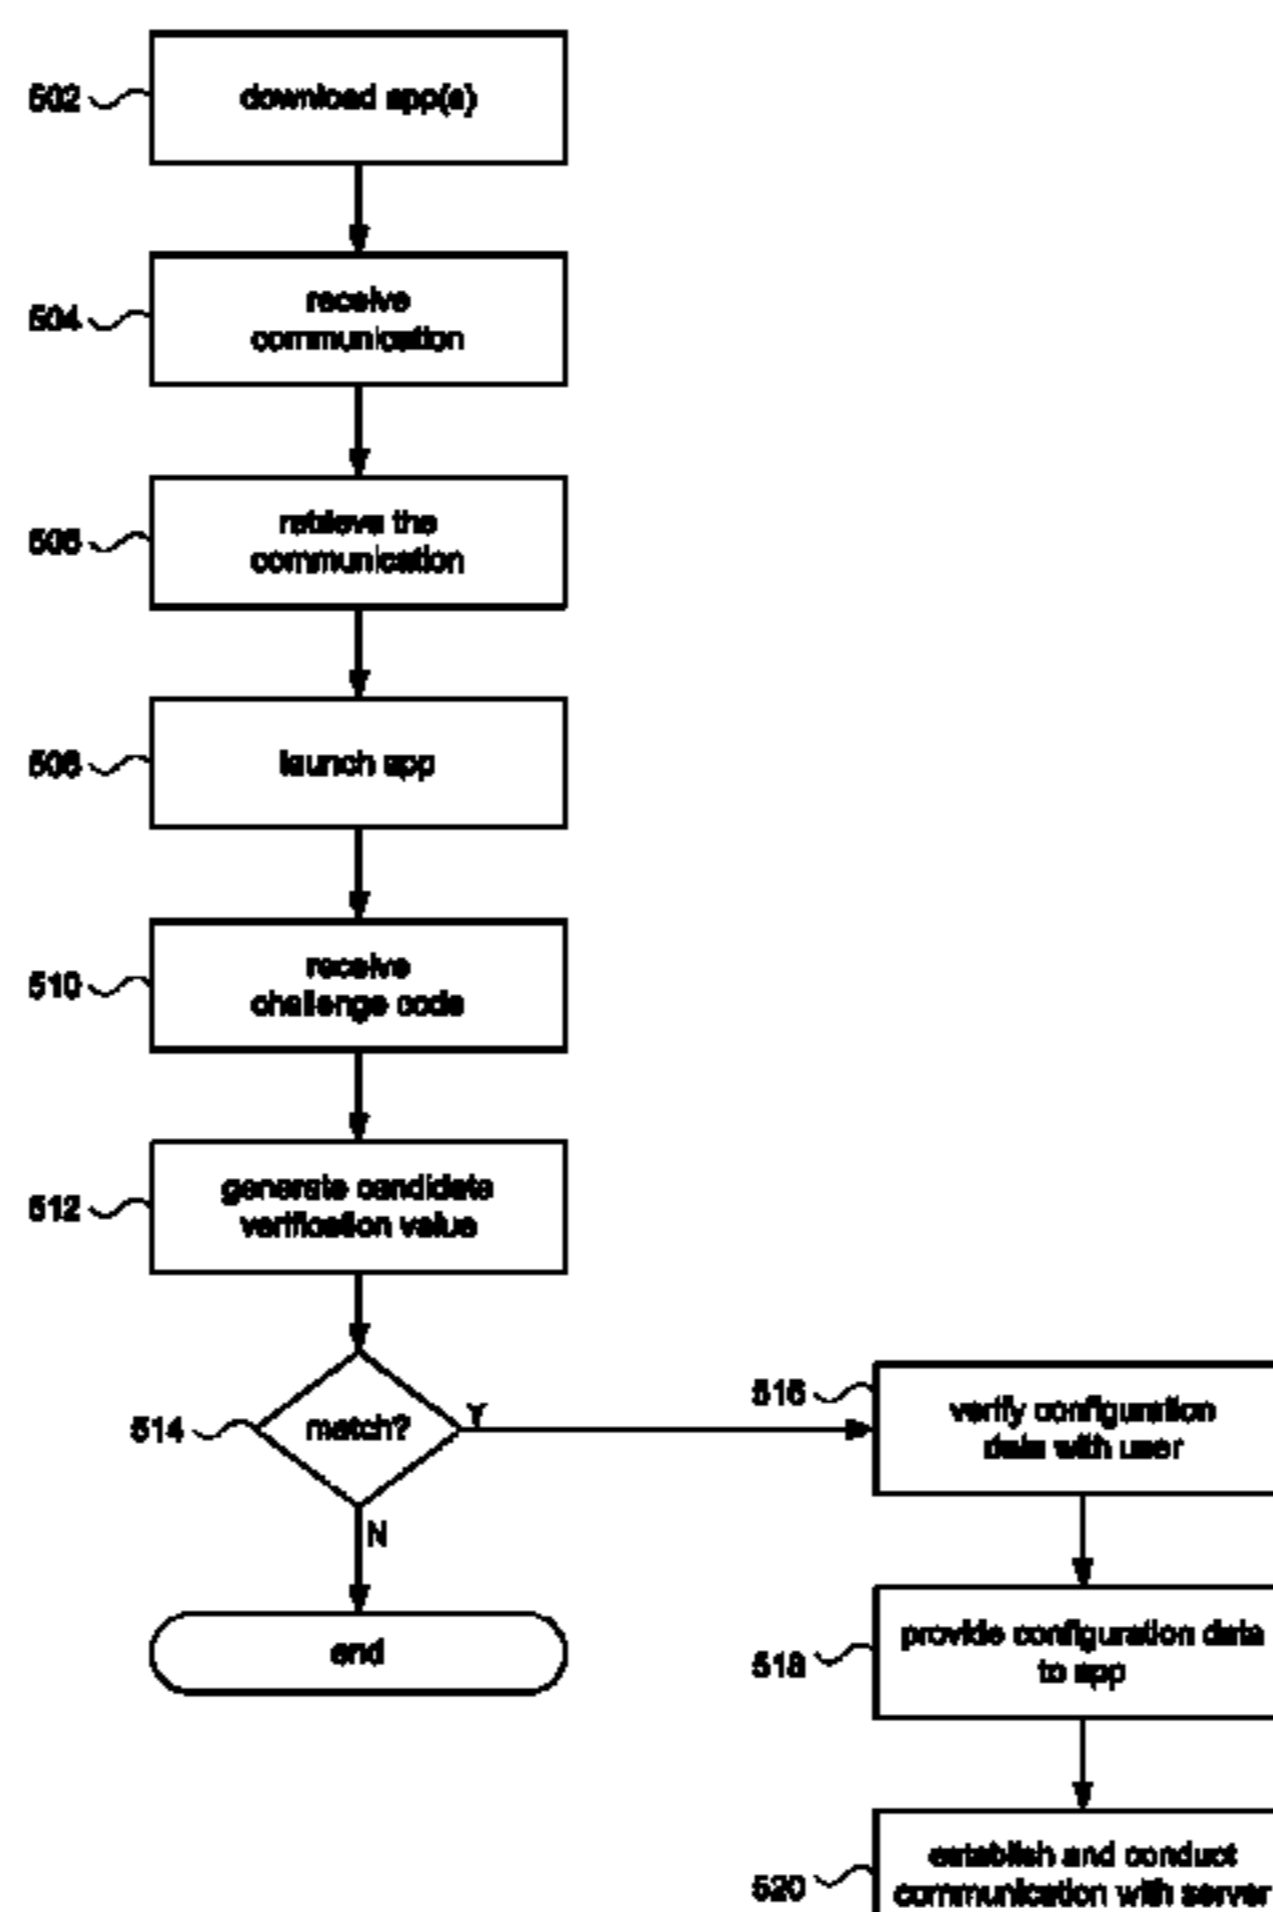 502
download app(s)
504
receive
communication
506
retrieve the
communication
508
launch app
510
receive
challenge code
512
generate candidate
verification value
514
match?
Y
N
end
516
verify configuration
data with user
518
provide configuration data
to app
520
establish and conduct
communication with server